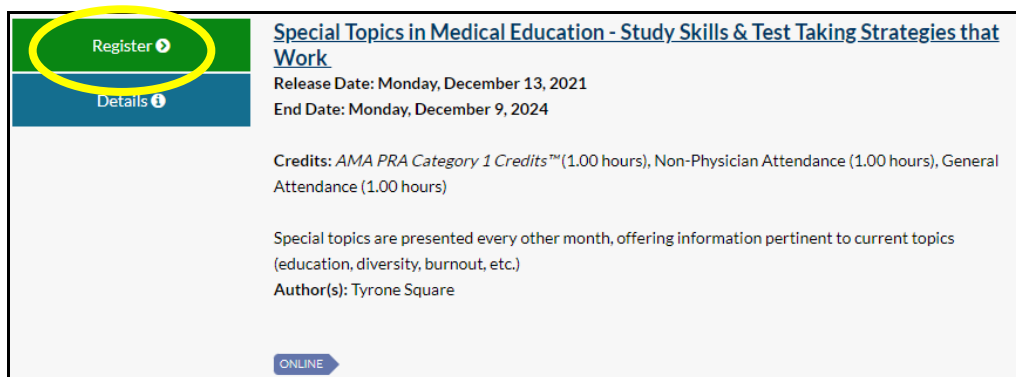 Register
Details
Special Topics in Medical Education - Study Skills & Test Taking Strategies that
Work
Release Date: Monday, December 13, 2021
End Date: Monday, December 9, 2024
Credits: AMA PRA Category 1 Credits™ (1.00 hours), Non-Physician Attendance (1.00 hours), General
Attendance (1.00 hours)
Special topics are presented every other month, offering information pertinent to current topics
(education, diversity, burnout, etc.)
Author(s): Tyrone Square
ONLINE